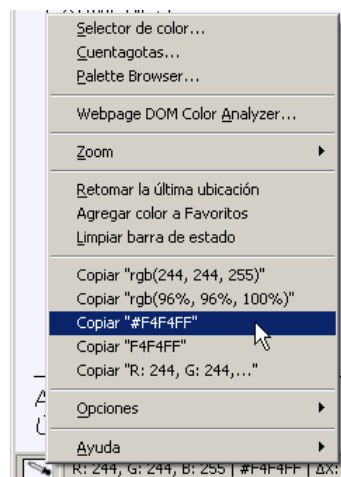 Selector de color...
Cuentagotas...
Palette Browser...
Webpage DOM Color Analyzer...
Zoom
Retomar la última ubicación
Agregar color a Favoritos
Limpiar barra de estado
Copiar "rgb(244, 244, 255)"
Copiar "rgb(96%, 96%, 100%)"
Copiar "#F4F4FF"
Copiar "F4F4FF"
Copiar "R: 244, G: 244,..."
Opciones
Ayuda
R: 244, G: 244, B: 255 | #F4F4FF | ΔX: